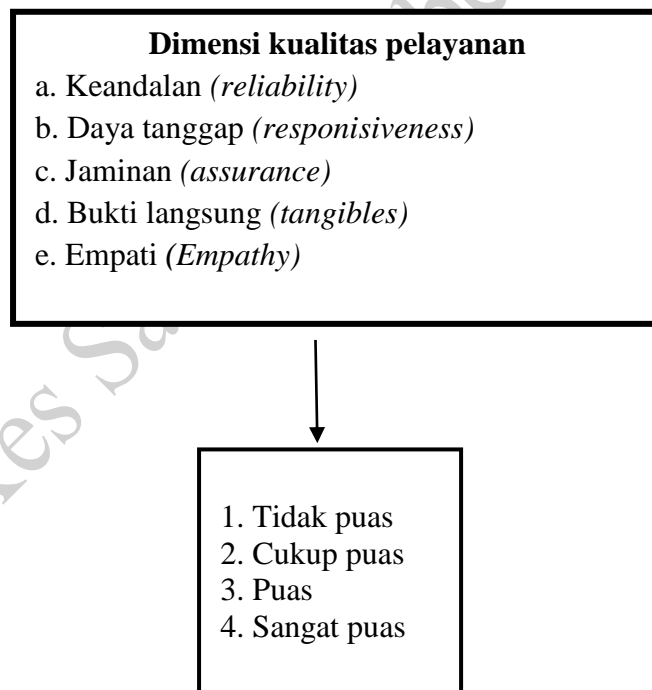 Dimensi kualitas pelayanan
a. Keandalan (reliability)
b. Daya tanggap (responisiveness)
c. Jaminan (assurance)
d. Bukti langsung (tangibles)
e. Empati (Empathy)
1. Tidak puas
2. Cukup puas
3. Puas
4. Sangat puas